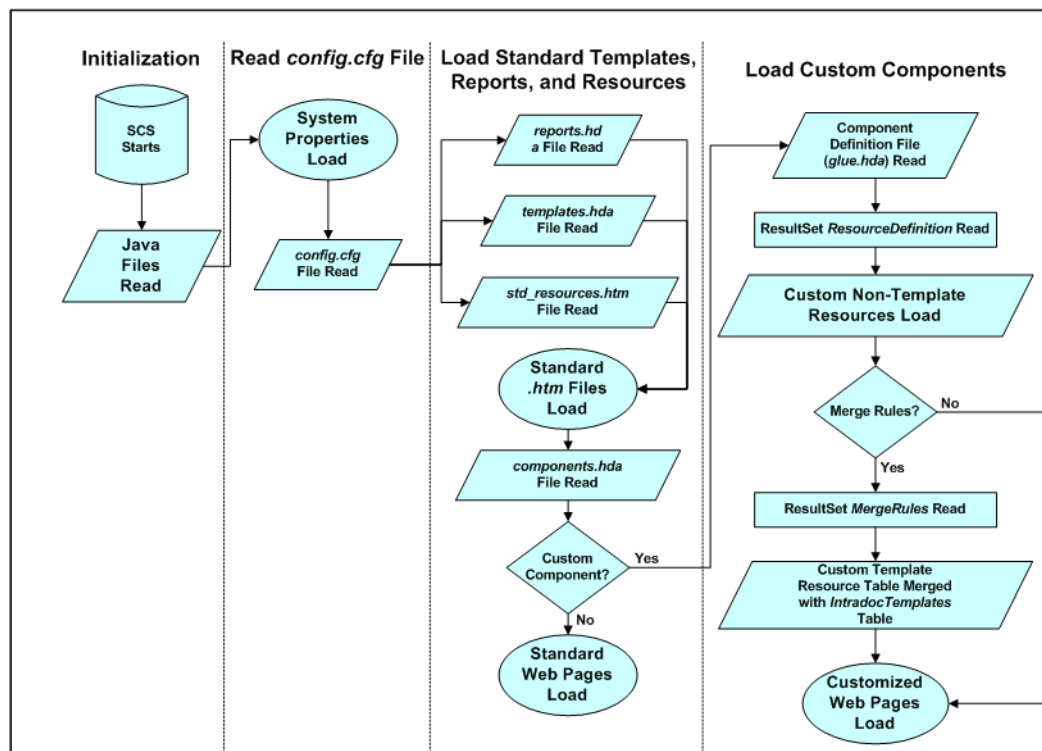 Initialization
SCS
Starts
Java
Files
Read
Read config.cfg File
System
Properties
Load
config.cfg
File Read
Load Standard Templates,
Reports, and Resources
reports.hd
a File Read
templates.hda
File Read
std_resources.htm
File Read
Standard
.htm Files
Load
components.hda
File Read
Custom
Component?
Yes
No
Standard
Web Pages
Load
Load Custom Components
Component
Definition File
(glue.hda) Read
ResultSet ResourceDefinition Read
Custom Non-Template
Resources Load
Merge Rules?
No
Yes
ResultSet MergeRules Read
Custom Template
Resource Table Merged
with IntradocTemplates
Table
Customized
Web Pages
Load